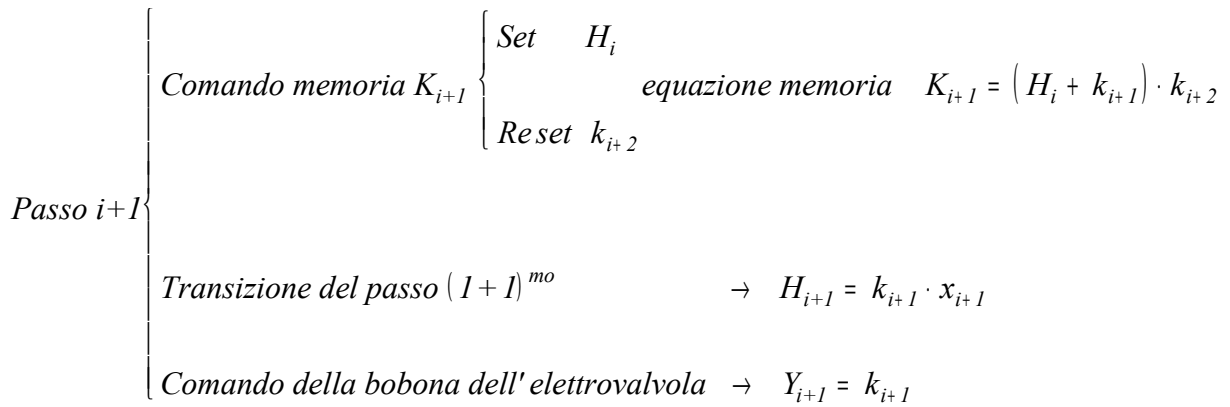 Set H_i
Comando memoria K_{i+1} equazione memoria K_{i+1} = (H_i + k_{i+1}) · k_{i+2}
Reset k_{i+2}
Passo i+1
Transizione del passo (1+1)^{mo} → H_{i+1} = k_{i+1} · x_{i+1}
Comando della bobona dell' elettrovalvola → Y_{i+1} = k_{i+1}